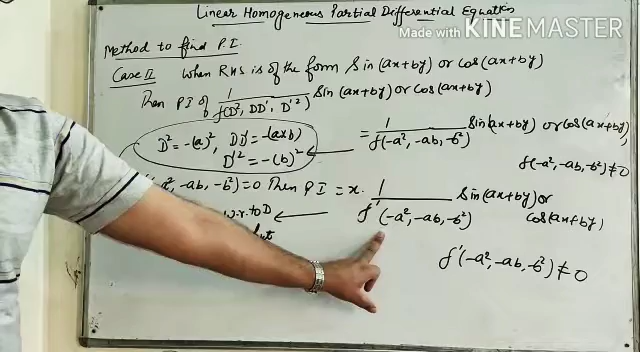 Linear Homogeneous Partial Differential Equation
Made with KINEMASTER
Method to find P.I.
Case II When RHS is of the form Sin(ax+by) or Cos(ax+by)
Then PI of 1/f(D², DD', D'²) Sin(ax+by) or Cos(ax+by)
D² = -(a)², DD' = -(a×b)
D'² = -(b)²
= 1/f(-a², -ab, -b²) Sin(ax+by) or Cos(ax+by),
f(-a², -ab, -b²) ≠ 0
², -ab, -b²) = 0 Then PI = x. 1/f'(-a², -ab, -b²) Sin(ax+by) or
Cos(ax+by)
w.r. to D
f'(-a², -ab, -b²) ≠ 0